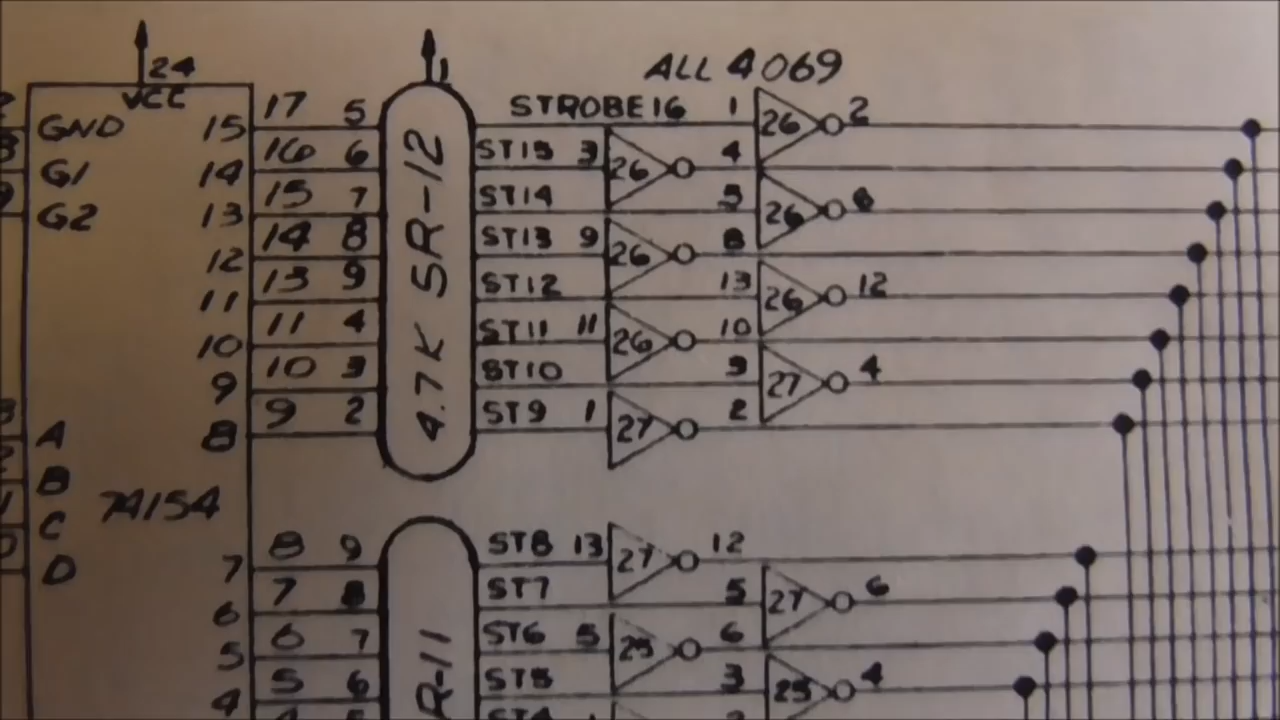 24
ALL 4069
VCC 1
GND 15 17 5 STROBE16 1 26 2
G1 14 16 6 ST15 3 26 4
G2 13 15 7 ST14 5 26 6
12 14 8 ST13 9 26 8
11 13 9 ST12 13 26 12
10 11 4 ST11 11 26 10
9 10 3 ST10 3 27 4
A 8 9 2 ST9 1 27 2
4.7K SR-12
B
C 74154
D 7 8 9 ST8 13 27 12
6 7 8 ST7 5 27 6
5 6 7 ST6 5 25 6
4 5 6 ST5 3 25 4
R-11